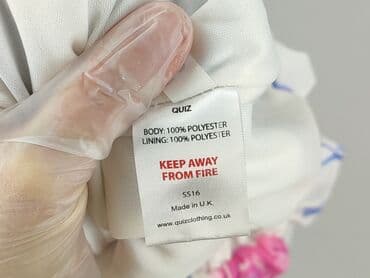 QUIZ
BODY: 100% POLYESTER
LINING: 100% POLYESTER
KEEP AWAY
FROM FIRE
SS16
Made in U.K.
www.quizclothing.co.uk